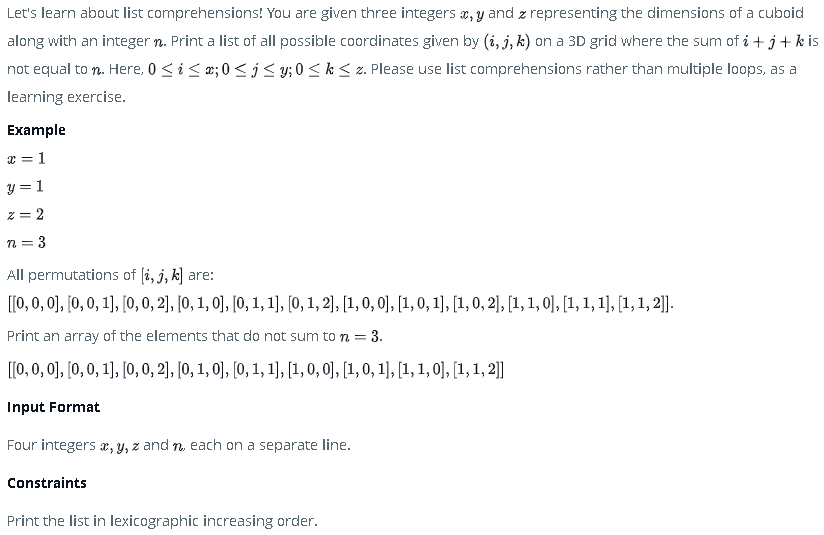 Let's learn about list comprehensions! You are given three integers x, y and z representing the dimensions of a cuboid
along with an integer n. Print a list of all possible coordinates given by (i, j, k) on a 3D grid where the sum of i + j + k is
not equal to n. Here, 0 ≤ i ≤ x; 0 ≤ j ≤ y; 0 ≤ k ≤ z. Please use list comprehensions rather than multiple loops, as a
learning exercise.
Example
x = 1
y = 1
z = 2
n = 3
All permutations of [i, j, k] are:
[[0, 0, 0], [0, 0, 1], [0, 0, 2], [0, 1, 0], [0, 1, 1], [0, 1, 2], [1, 0, 0], [1, 0, 1], [1, 0, 2], [1, 1, 0], [1, 1, 1], [1, 1, 2]].
Print an array of the elements that do not sum to n = 3.
[[0, 0, 0], [0, 0, 1], [0, 0, 2], [0, 1, 0], [0, 1, 1], [1, 0, 0], [1, 0, 1], [1, 1, 0], [1, 1, 2]]
Input Format
Four integers x, y, z and n, each on a separate line.
Constraints
Print the list in lexicographic increasing order.